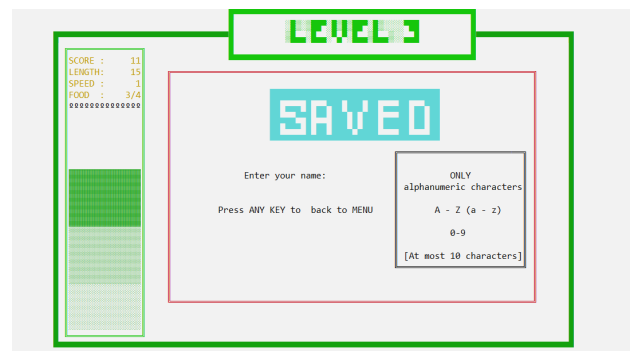 LEVEL
SCORE : 11
LENGTH: 15
SPEED : 1
FOOD : 3/4
SAVED
Enter your name:
Press ANY KEY to back to MENU
ONLY
alphanumeric characters
A - Z (a - z)
0-9
[At most 10 characters]